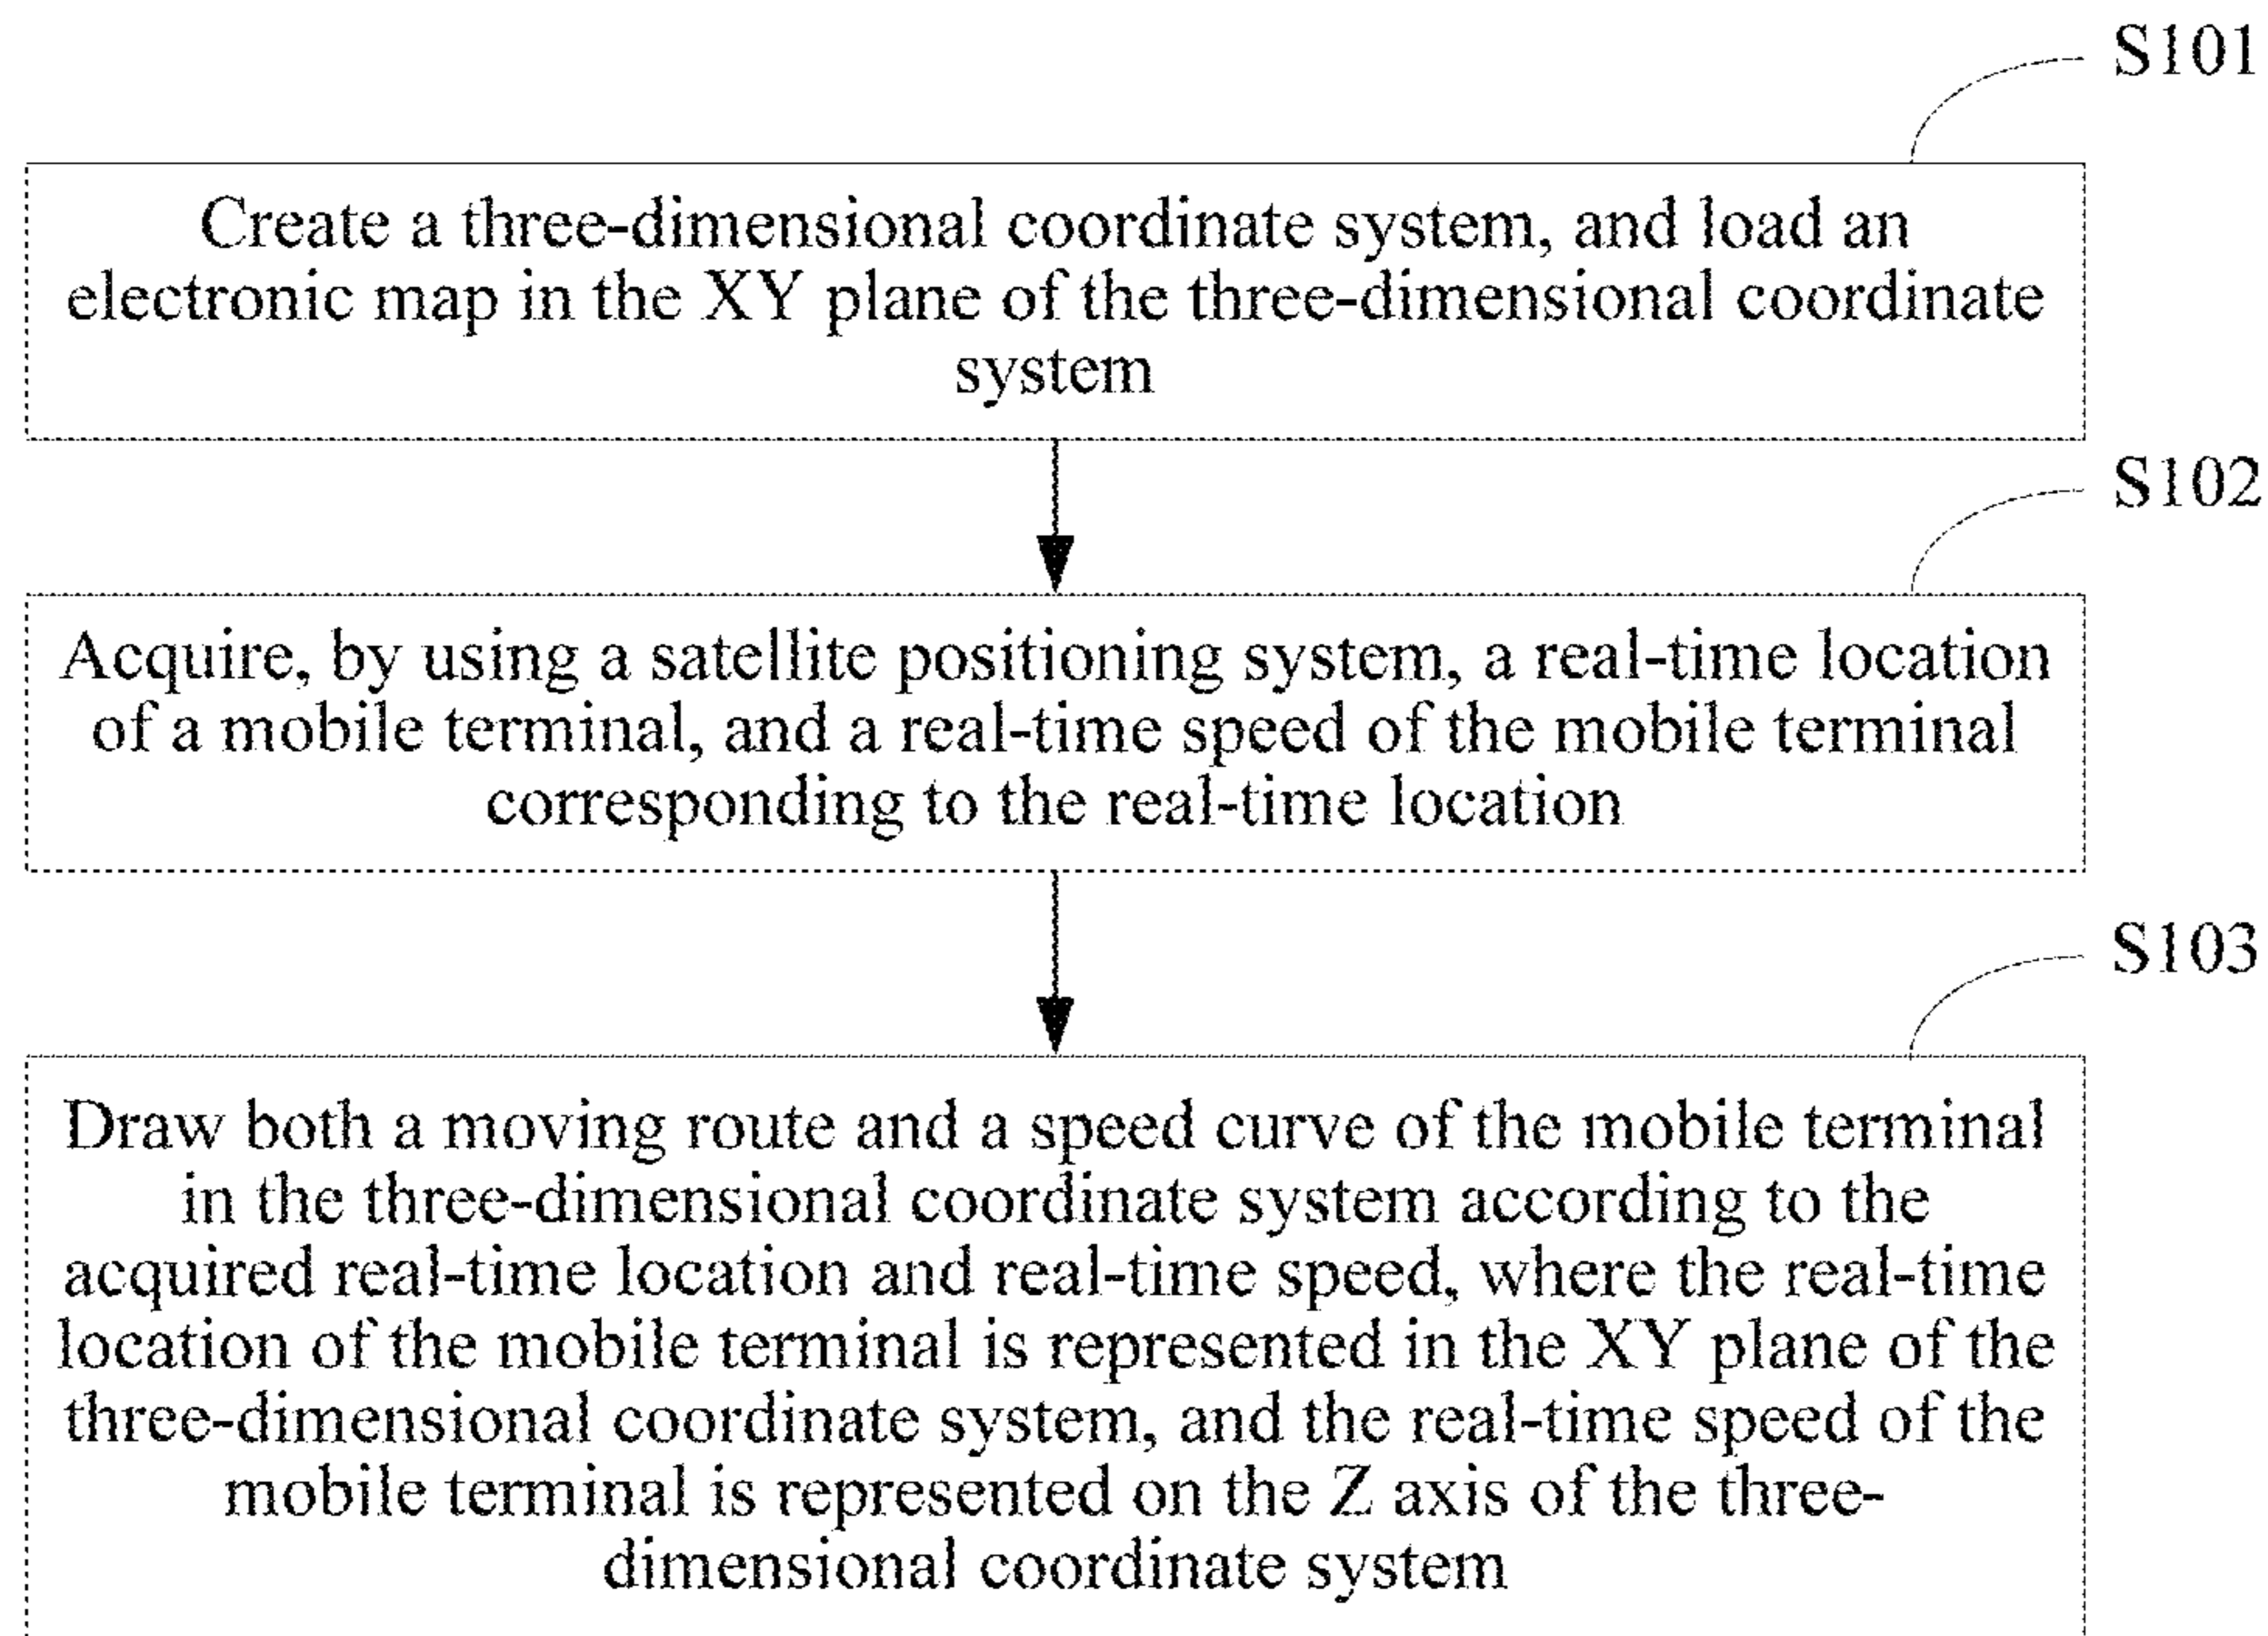 S101
Create a three-dimensional coordinate system, and load an
electronic map in the XY plane of the three-dimensional coordinate
system
S102
Acquire, by using a satellite positioning system, a real-time location
of a mobile terminal, and a real-time speed of the mobile terminal
corresponding to the real-time location
S103
Draw both a moving route and a speed curve of the mobile terminal
in the three-dimensional coordinate system according to the
acquired real-time location and real-time speed, where the real-time
location of the mobile terminal is represented in the XY plane of the
three-dimensional coordinate system, and the real-time speed of the
mobile terminal is represented on the Z axis of the three-
dimensional coordinate system